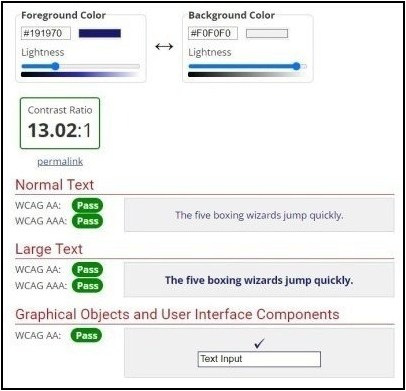 Foreground Color
#191970
Lightness
Background Color
#F0F0F0
Lightness
Contrast Ratio
13.02:1
permalink
Normal Text
WCAG AA: Pass
WCAG AAA: Pass
The five boxing wizards jump quickly.
Large Text
WCAG AA: Pass
WCAG AAA: Pass
The five boxing wizards jump quickly.
Graphical Objects and User Interface Components
WCAG AA: Pass
Text Input